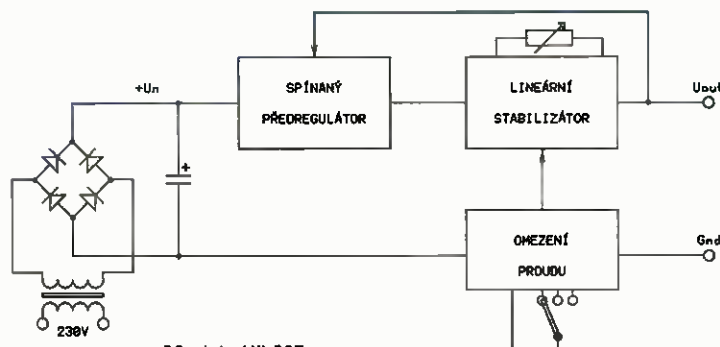 +Un
SPÍNANÝ
PŘEDREGULÁTOR
LINEÁRNÍ
STABILIZÁTOR
Uout
OMEZENÍ
PROUDU
Gnd
230V